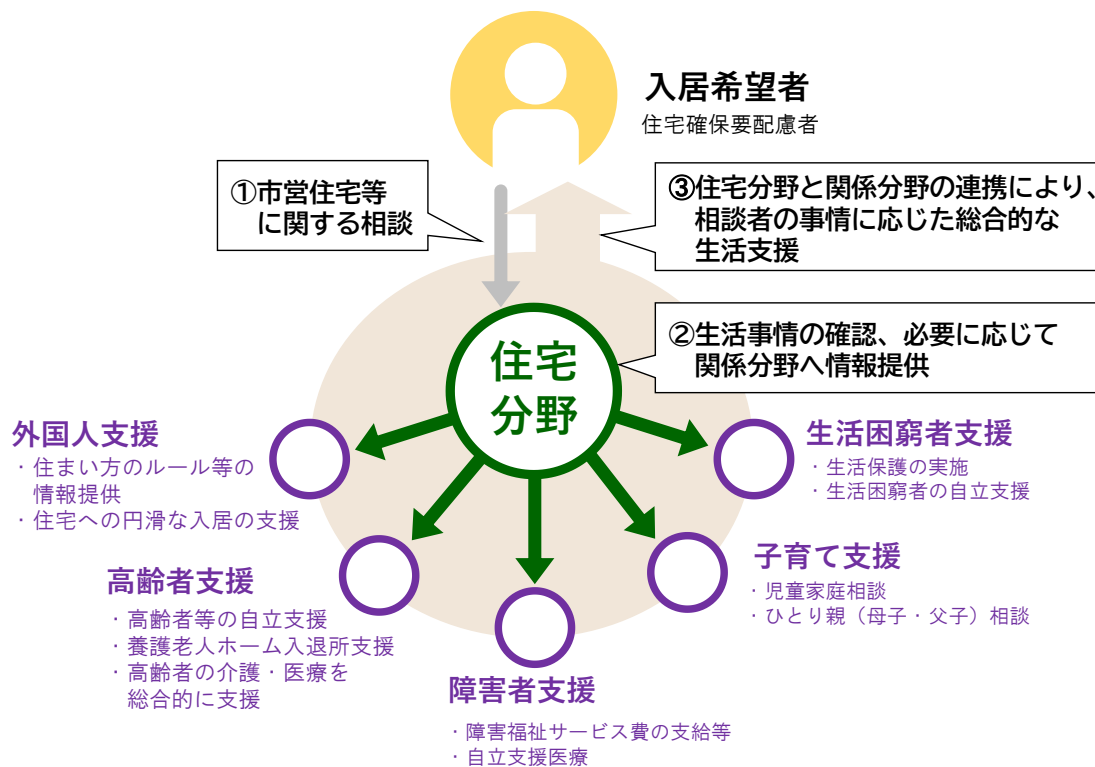 入居希望者
住宅確保要配慮者
①市営住宅等
に関する相談
③住宅分野と関係分野の連携により、
相談者の事情に応じた総合的な
生活支援
②生活事情の確認、必要に応じて
関係分野へ情報提供
住宅
分野
外国人支援
・住まい方のルール等の
情報提供
・住宅への円滑な入居の支援
高齢者支援
・高齢者等の自立支援
・養護老人ホーム入退所支援
・高齢者の介護・医療を
総合的に支援
障害者支援
・障害福祉サービス費の支給等
・自立支援医療
子育て支援
・児童家庭相談
・ひとり親（母子・父子）相談
生活困窮者支援
・生活保護の実施
・生活困窮者の自立支援